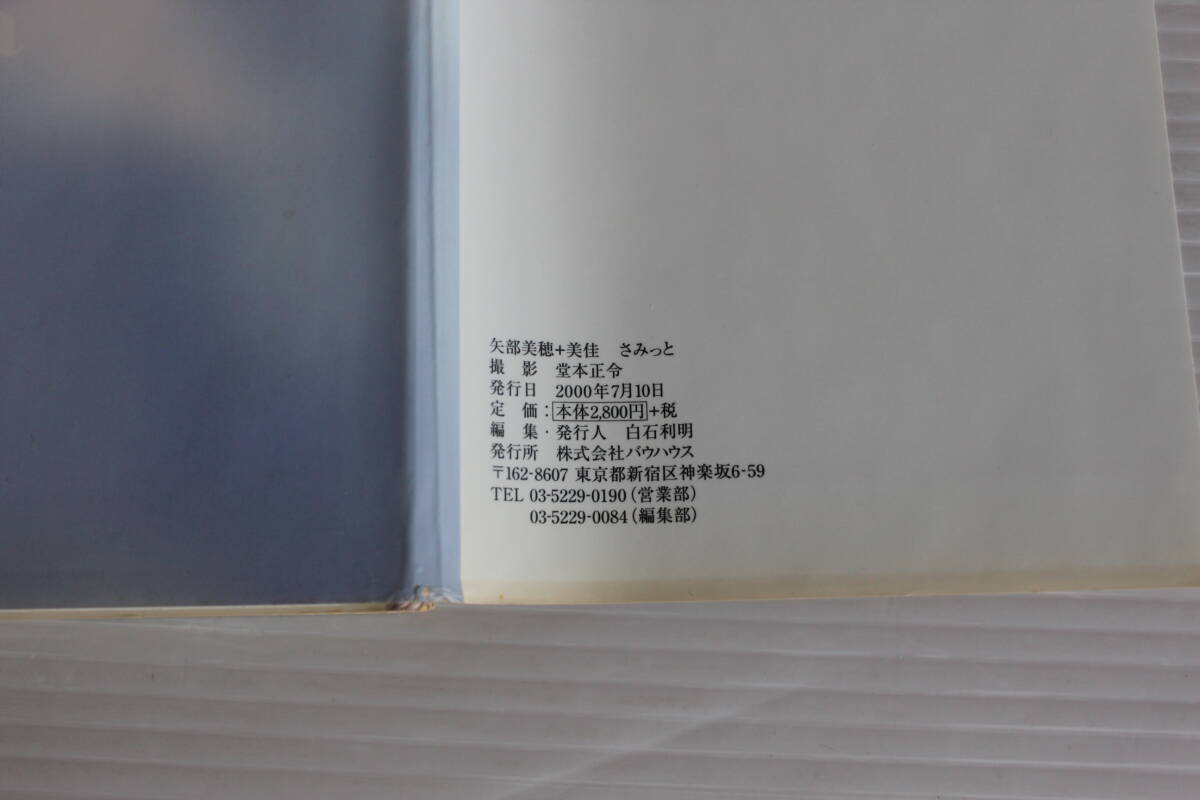 矢部美穂+美佳　さみっと
撮　影　堂本正令
発行日　2000年7月10日
定　価：本体2,800円+税
編　集・発行人　白石利明
発行所　株式会社バウハウス
〒162-8607 東京都新宿区神楽坂6-59
TEL 03-5229-0190（営業部）
03-5229-0084（編集部）